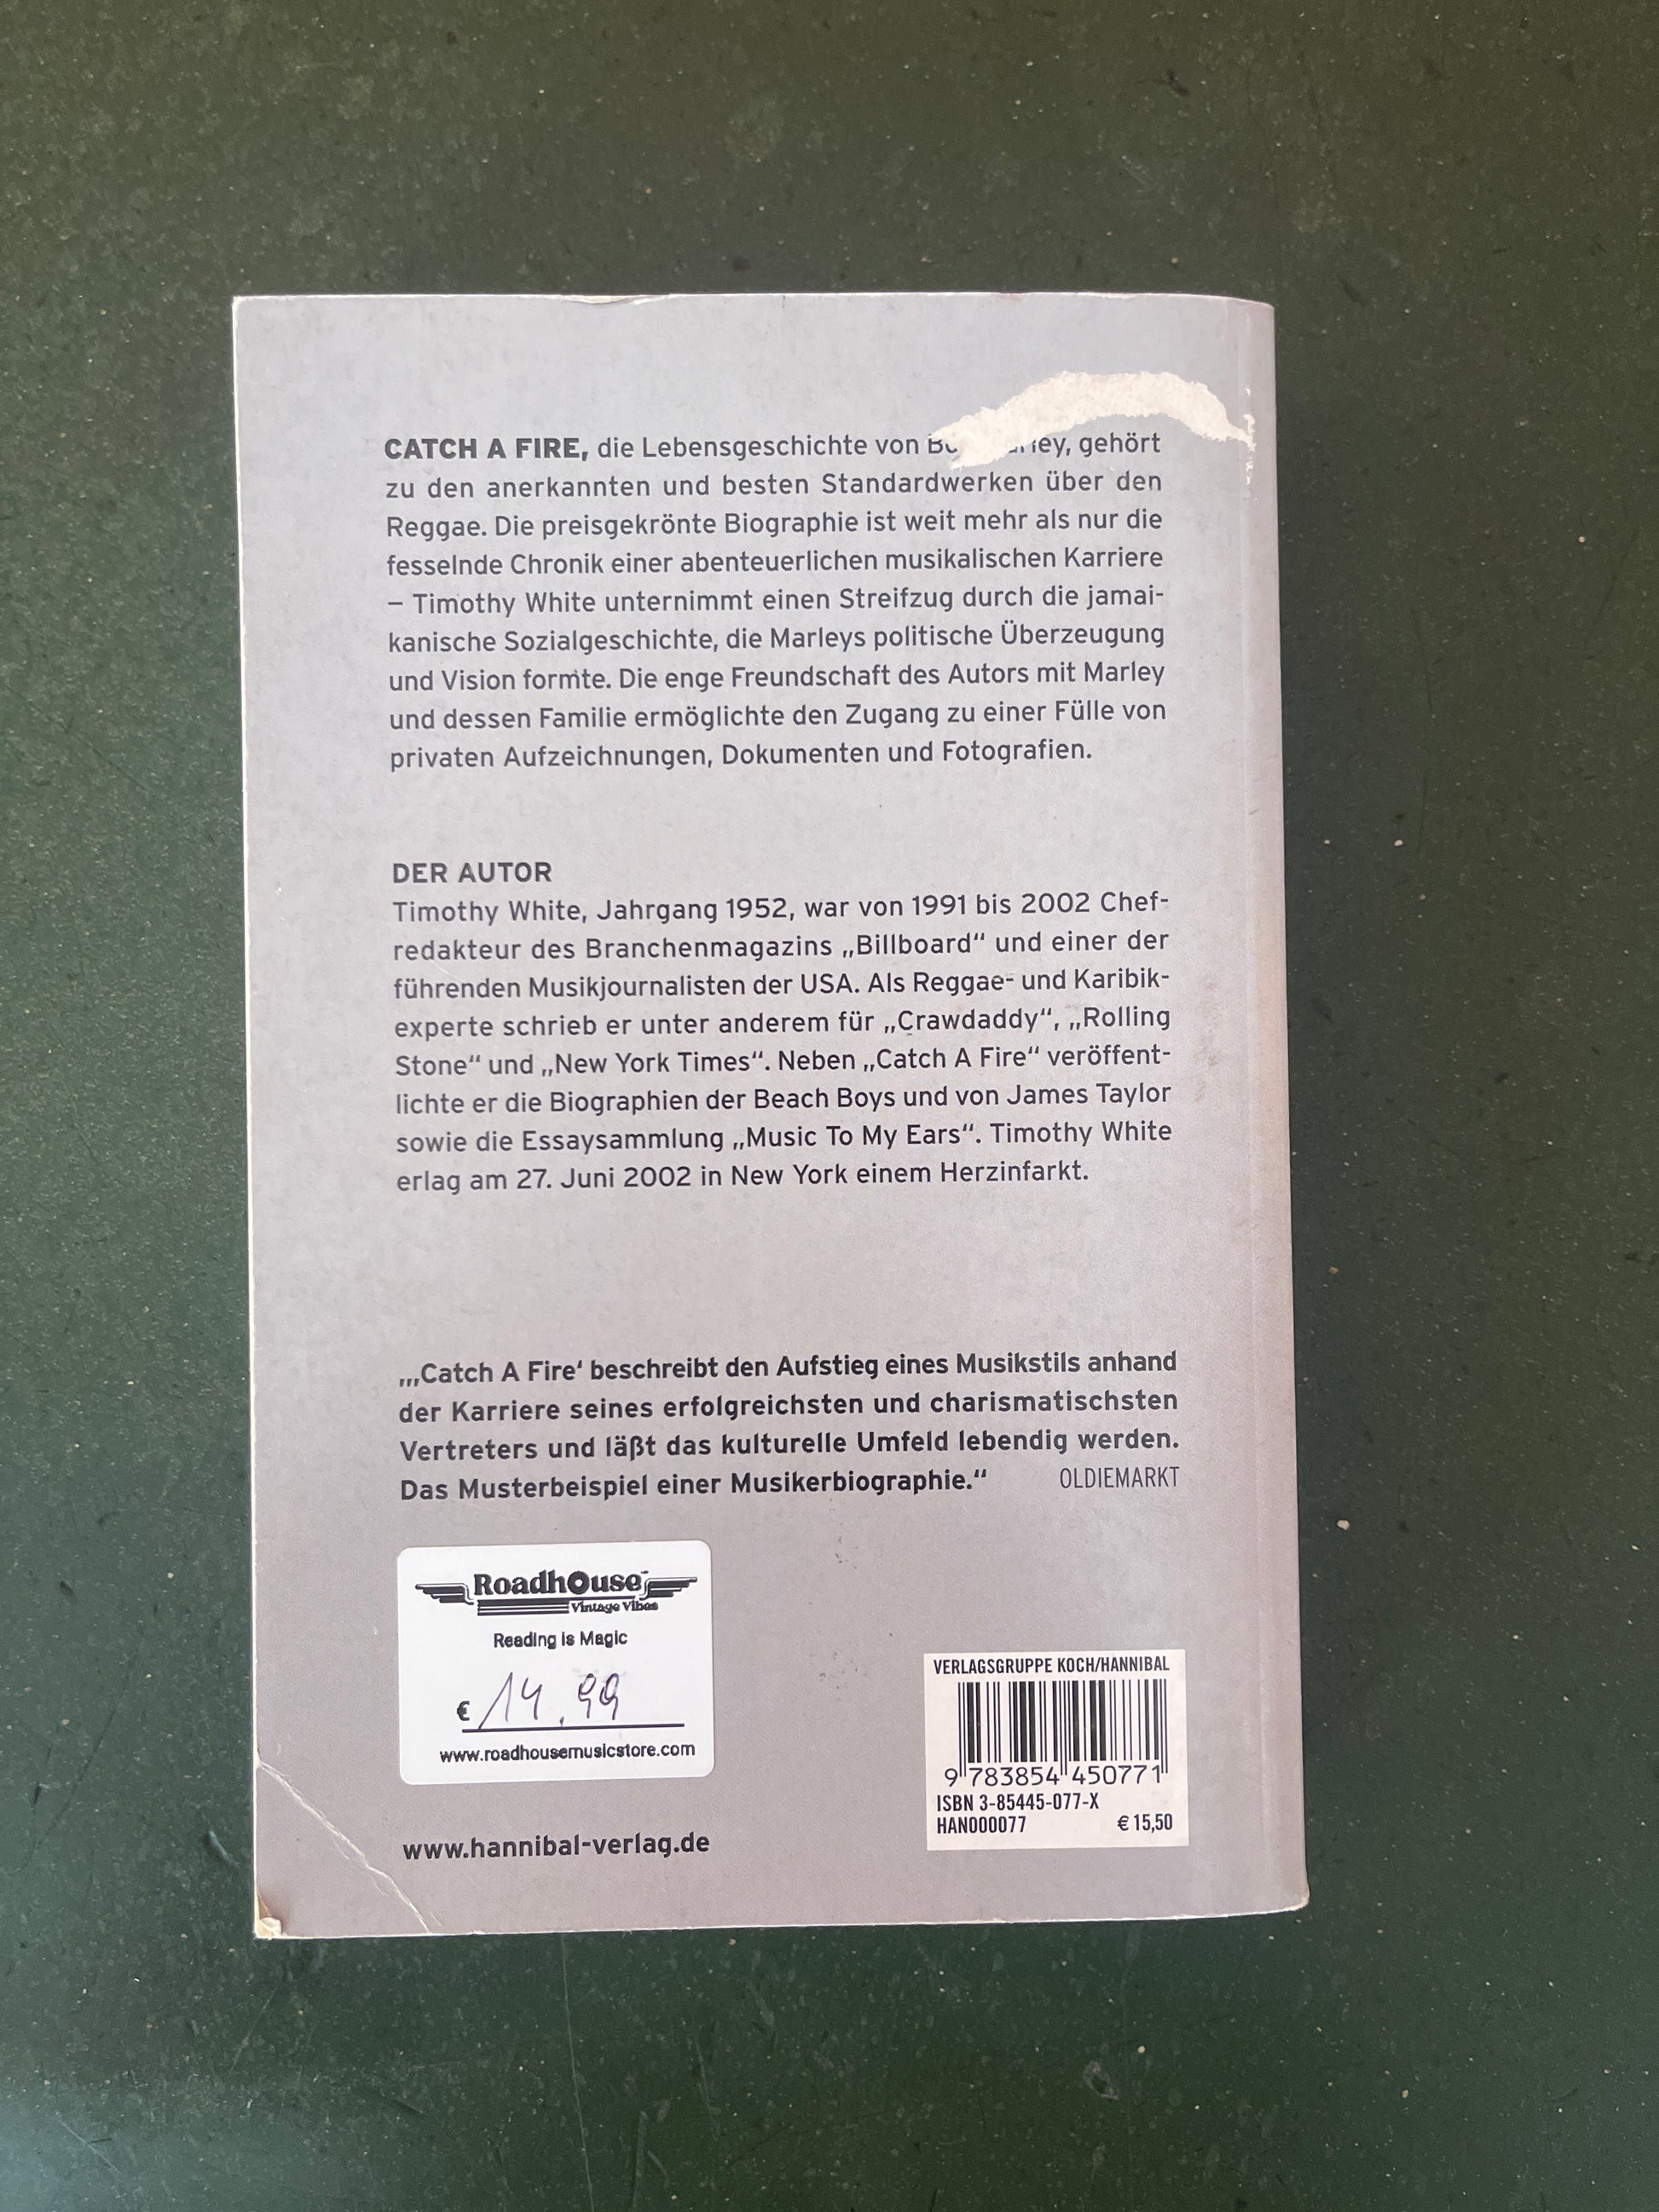 CATCH A FIRE, die Lebensgeschichte von gehört
zu den anerkannten und besten Standardwerken über den
Reggae. Die preisgekrönte Biographie ist weit mehr als nur die
fesselnde Chronik einer abenteuerlichen musikalischen Karriere
– Timothy White unternimmt einen Streifzug durch die jamai-
kanische Sozialgeschichte, die Marleys politische Überzeugung
und Vision formte. Die enge Freundschaft des Autors mit Marley
und dessen Familie ermöglichte den Zugang zu einer Fülle von
privaten Aufzeichnungen, Dokumenten und Fotografien.
DER AUTOR
Timothy White, Jahrgang 1952, war von 1991 bis 2002 Chef-
redakteur des Branchenmagazins „Billboard“ und einer der
führenden Musikjournalisten der USA. Als Reggae- und Karibik-
experte schrieb er unter anderem für „Crawdaddy“, „Rolling
Stone“ und „New York Times“. Neben „Catch A Fire“ veröffent-
lichte er die Biographien der Beach Boys und von James Taylor
sowie die Essaysammlung „Music To My Ears“. Timothy White
erlag am 27. Juni 2002 in New York einem Herzinfarkt.
„‚Catch A Fire‘ beschreibt den Aufstieg eines Musikstils anhand
der Karriere seines erfolgreichsten und charismatischsten
Vertreters und läßt das kulturelle Umfeld lebendig werden.
Das Musterbeispiel einer Musikerbiographie.“ OLDIEMARKT
Roadhouse
Vintage Vibes
Reading is Magic
€ 14.99
www.roadhousemusicstore.com
www.hannibal-verlag.de
VERLAGSGRUPPE KOCH/HANNIBAL
9 783854 450771
ISBN 3-85445-077-X
HAN000077 € 15,50